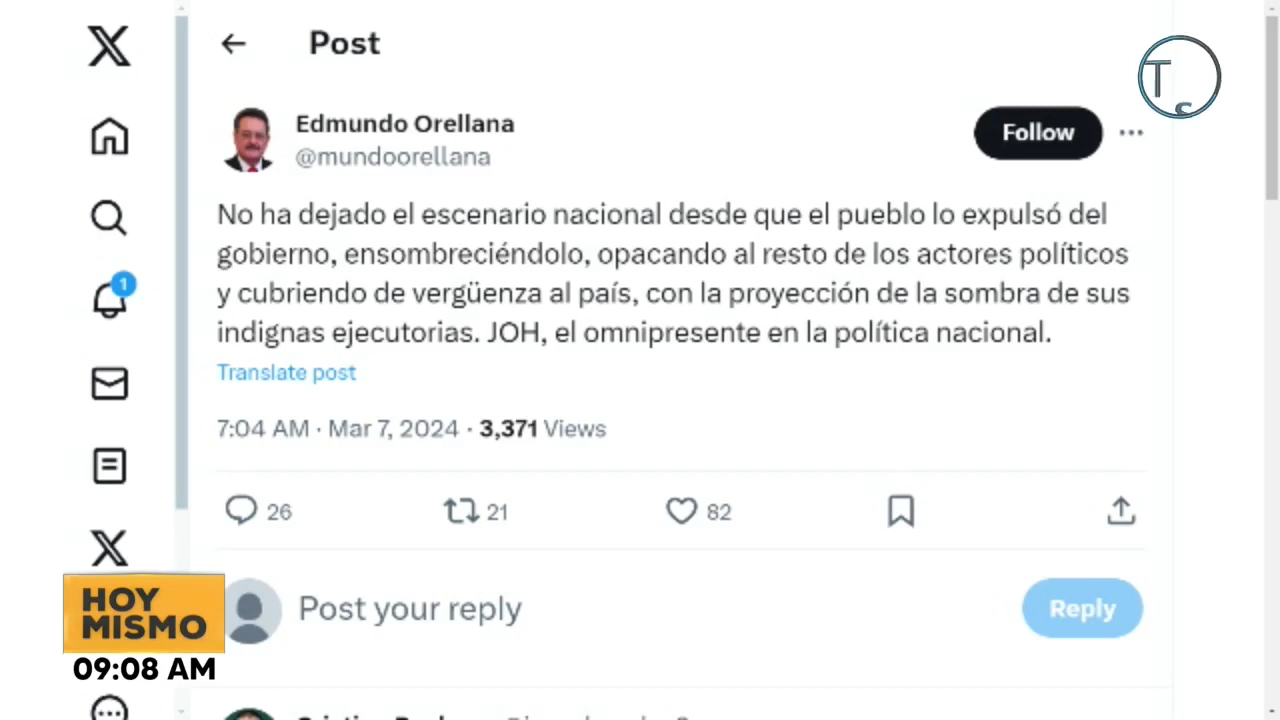 Post
Edmundo Orellana
@mundoorellana
Follow
No ha dejado el escenario nacional desde que el pueblo lo expulsó del
gobierno, ensombreciéndolo, opacando al resto de los actores políticos
y cubriendo de vergüenza al país, con la proyección de la sombra de sus
indignas ejecutorias. JOH, el omnipresente en la política nacional.
Translate post
7:04 AM · Mar 7, 2024 · 3,371 Views
26 21 82
Post your reply
Reply
1
HOY
MISMO
09:08 AM